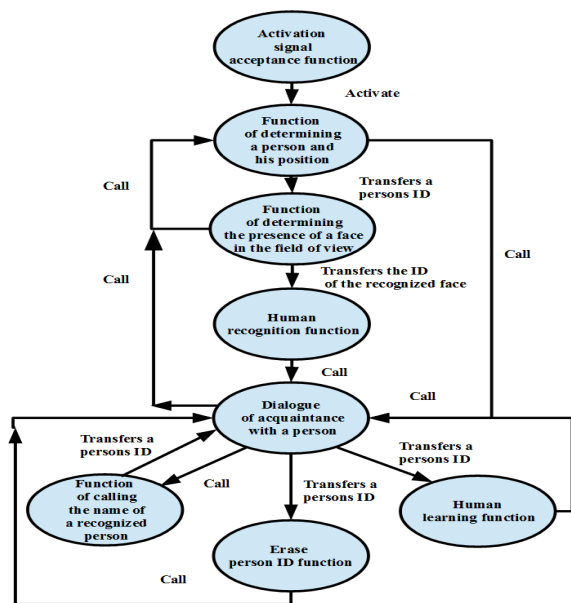 Activation
signal
acceptance function
Activate
Function
of determining
a person and
his position
Call
Transfers a
persons ID
Function
of determining
the presence of a face
in the field of view
Call
Call
Transfers the ID
of the recognized face
Human
recognition function
Call
Call
Dialogue
of acquaintance
with a person
Transfers a
persons ID
Transfers a
persons ID
Call
Transfers a
persons ID
Function
of calling
the name of
a recognized
person
Human
learning function
Erase
person ID function
Call